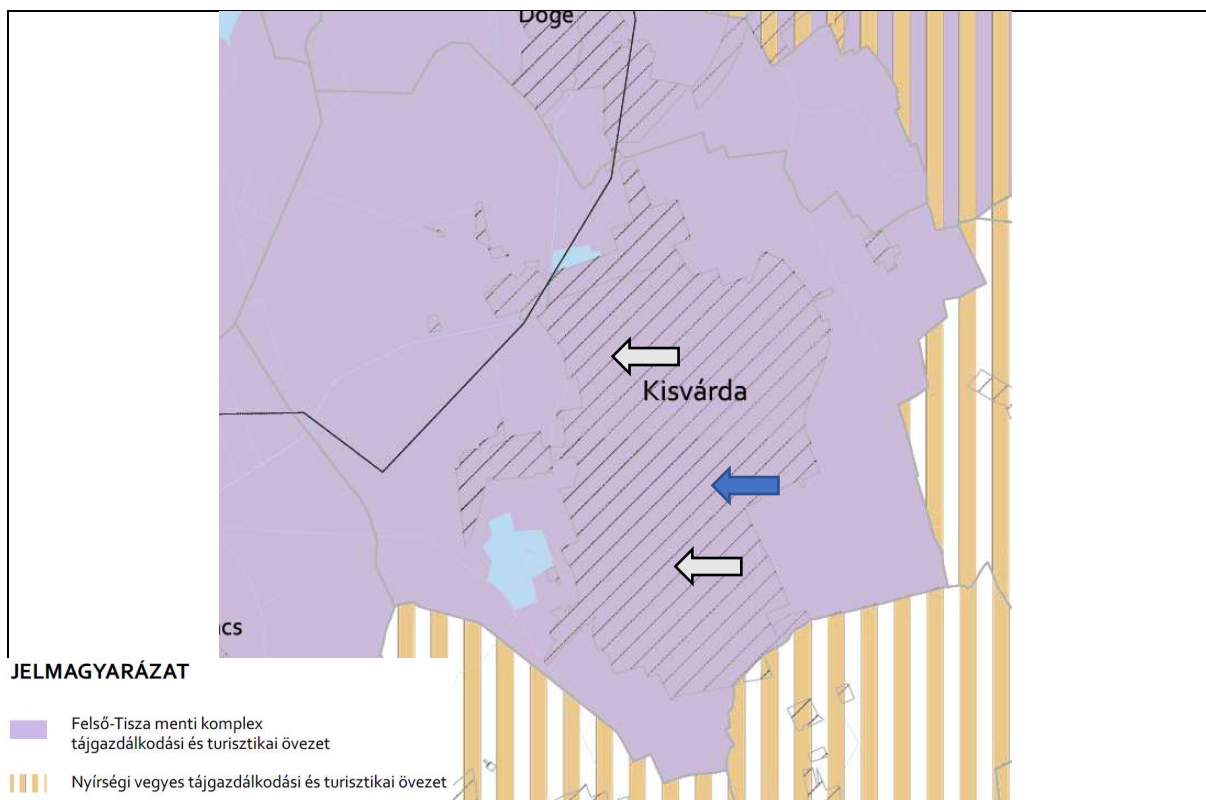 Döge
Kisvárda
cs
JELMAGYARÁZAT
Felső-Tisza menti komplex
tájgazdálkodási és turisztikai övezet
Nyírségi vegyes tájgazdálkodási és turisztikai övezet